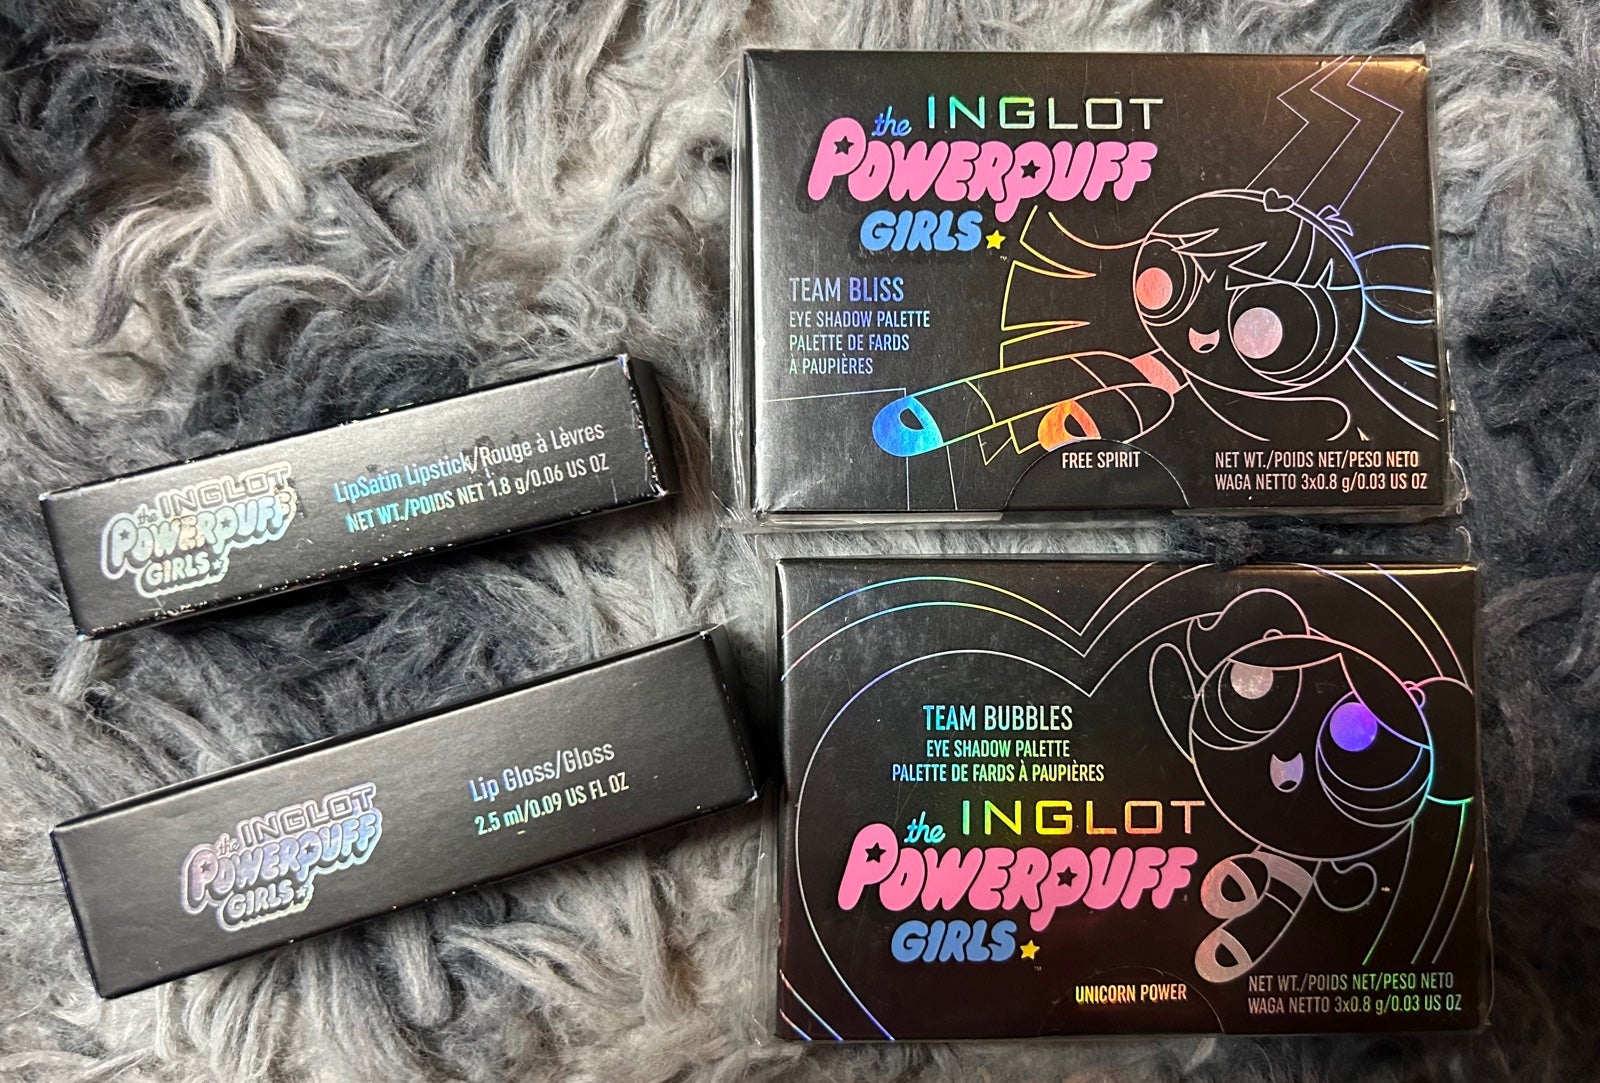 the INGLOT
POWERPUFF
GIRLS
LipSatin Lipstick/Rouge à Lèvres
NET WT./POIDS NET 1.8 g/0.06 US OZ
the INGLOT
POWERPUFF
GIRLS
Lip Gloss/Gloss
2.5 ml/0.09 US FL OZ
the INGLOT
POWERPUFF
GIRLS
TM
TEAM BLISS
EYE SHADOW PALETTE
PALETTE DE FARDS
À PAUPIÈRES
FREE SPIRIT
NET WT./POIDS NET/PESO NETO
WAGA NETTO 3x0.8 g/0.03 US OZ
TEAM BUBBLES
EYE SHADOW PALETTE
PALETTE DE FARDS À PAUPIÈRES
the INGLOT
POWERPUFF
GIRLS
TM
UNICORN POWER
NET WT./POIDS NET/PESO NETO
WAGA NETTO 3x0.8 g/0.03 US OZ